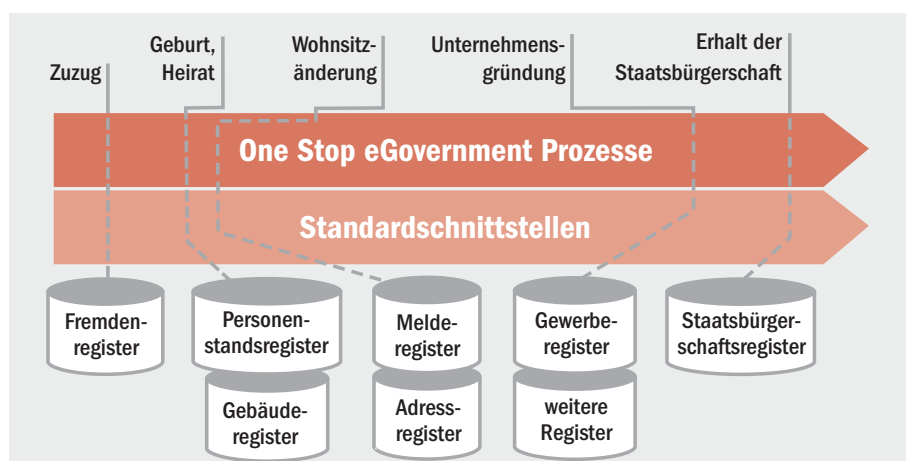 Zuzug
Geburt,
Heirat
Wohnsitz-
änderung
Unternehmens-
gründung
Erhalt der
Staatsbürgerschaft
One Stop eGovernment Prozesse
Standardschnittstellen
Fremden-
register
Personen-
standsregister
Melde-
register
Gewerbe-
register
Staatsbürger-
schaftsregister
Gebäude-
register
Adress-
register
weitere
Register